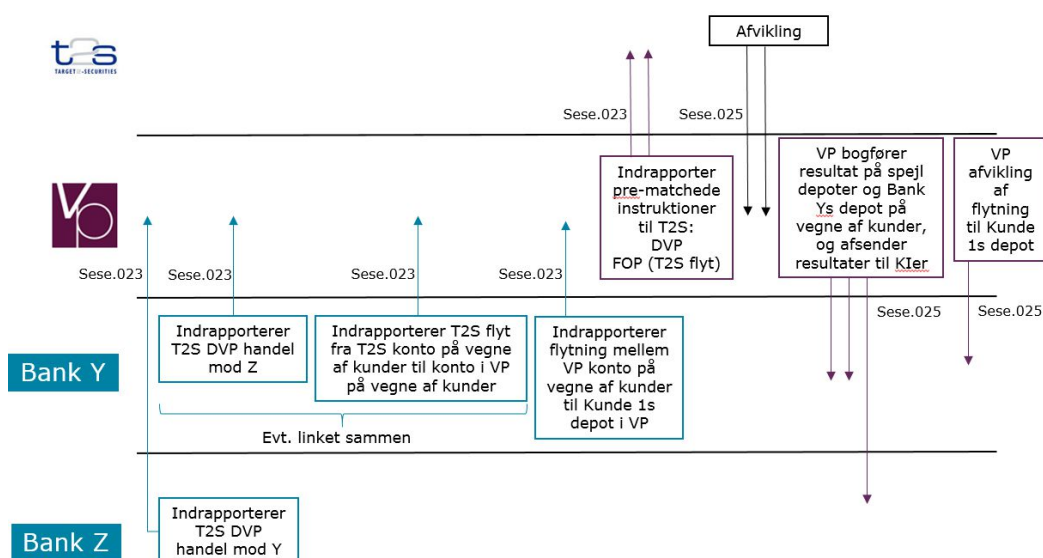 t2s
TARGET2-SECURITIES
Afvikling
Sese.023
Sese.025
VP
Indrapporter
pre-matchede
instruktioner
til T2S:
DVP
FOP (T2S flyt)
VP bogfører
resultat på spejl
depoter og Bank
Ys depot på
vegne af kunder,
og afsender
resultater til KIer
VP
afvikling
af
flytning
til Kunde
1s depot
Sese.023
Sese.023
Sese.023
Sese.023
Sese.025
Sese.025
Bank Y
Indrapporterer
T2S DVP handel
mod Z
Indrapporterer T2S flyt
fra T2S konto på vegne
af kunder til konto i VP
på vegne af kunder
Indrapporterer
flytning mellem
VP konto på
vegne af kunder
til Kunde 1s
depot i VP
Evt. linket sammen
Bank Z
Indrapporterer
T2S DVP
handel mod Y